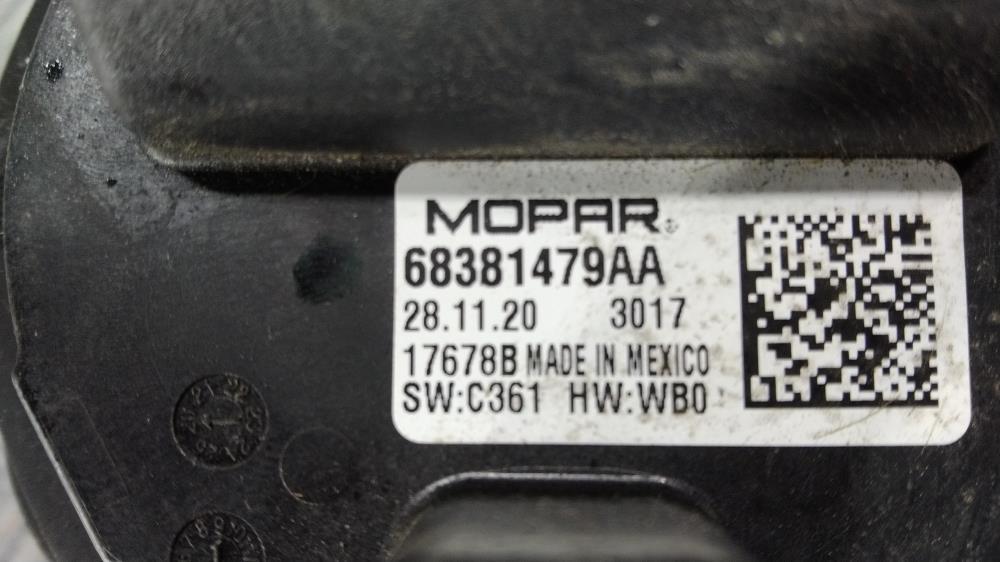 MOPAR®
68381479AA
28.11.20 3017
17678B MADE IN MEXICO
SW:C361 HW:WB0